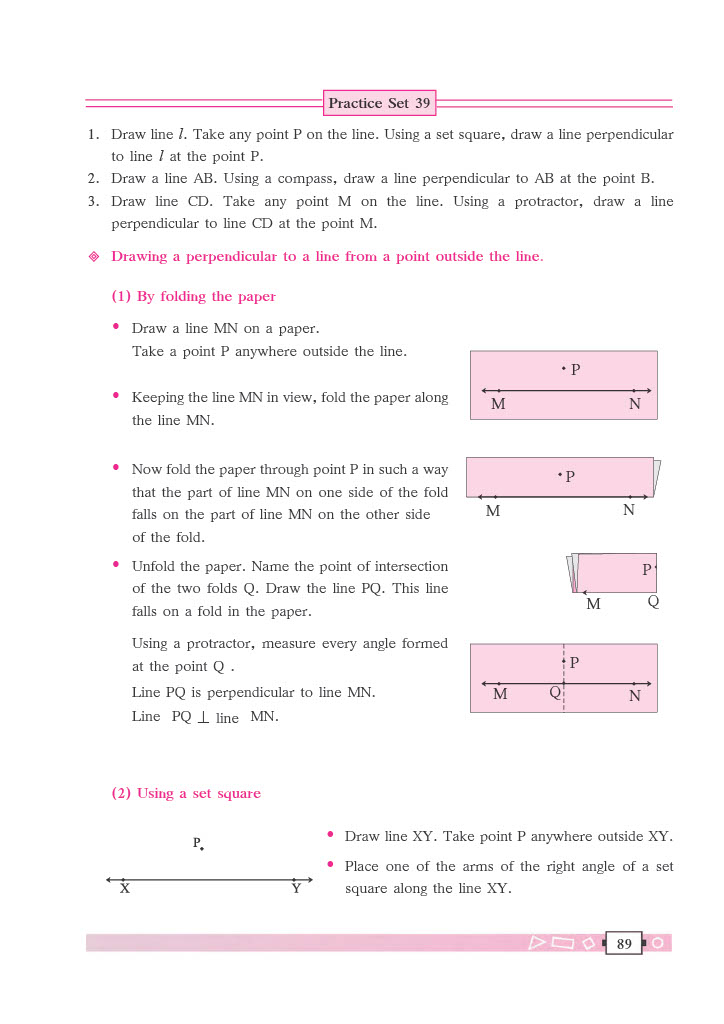 Practice Set 39
1. Draw line l. Take any point P on the line. Using a set square, draw a line perpendicular
to line l at the point P.
2. Draw a line AB. Using a compass, draw a line perpendicular to AB at the point B.
3. Draw line CD. Take any point M on the line. Using a protractor, draw a line
perpendicular to line CD at the point M.
Drawing a perpendicular to a line from a point outside the line.
(1) By folding the paper
• Draw a line MN on a paper.
Take a point P anywhere outside the line.
P
M N
• Keeping the line MN in view, fold the paper along
the line MN.
• Now fold the paper through point P in such a way
that the part of line MN on one side of the fold
falls on the part of line MN on the other side
of the fold.
P
M N
• Unfold the paper. Name the point of intersection
of the two folds Q. Draw the line PQ. This line
falls on a fold in the paper.
P
M Q
Using a protractor, measure every angle formed
at the point Q .
Line PQ is perpendicular to line MN.
Line PQ ⊥ line MN.
P
M Q N
(2) Using a set square
P
X Y
• Draw line XY. Take point P anywhere outside XY.
• Place one of the arms of the right angle of a set
square along the line XY.
89